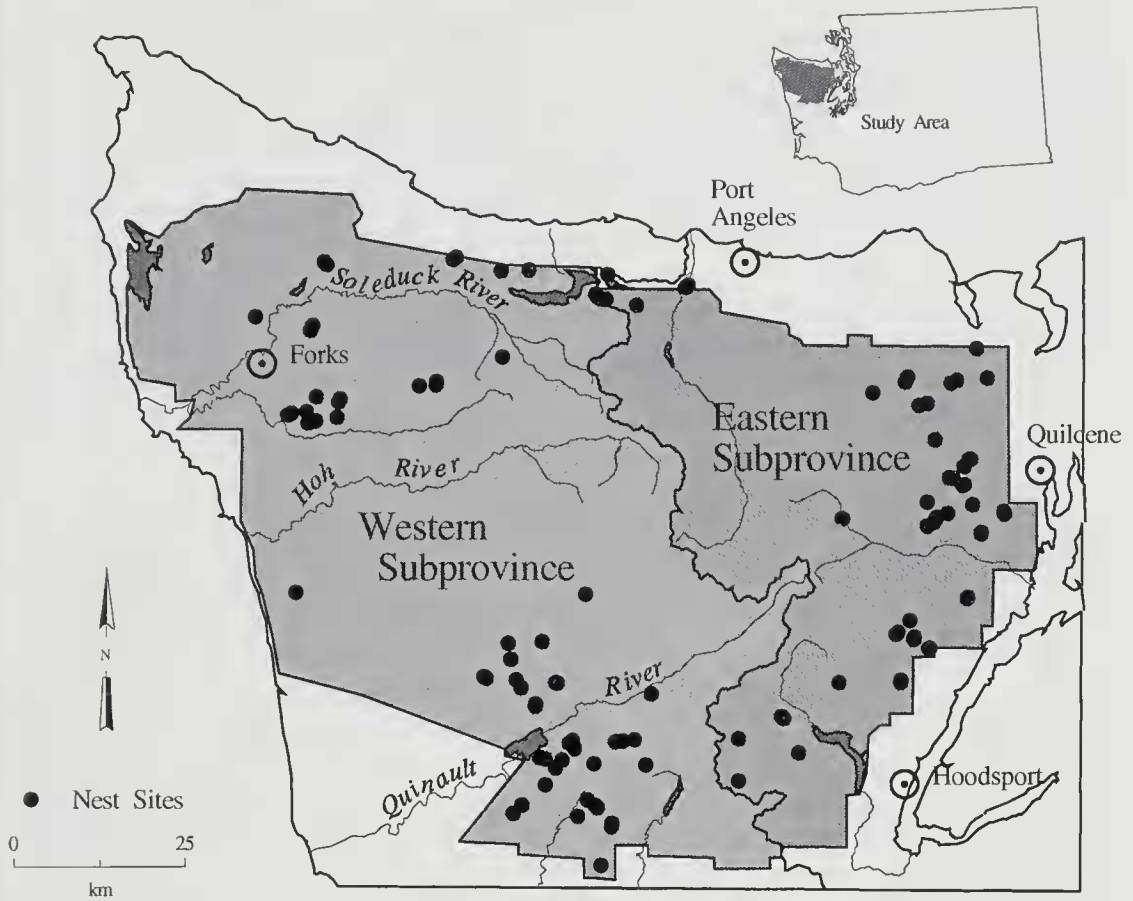 Study Area
Port
Angeles
Soleduck River
Forks
Eastern
Subprovince
Quilcene
Hoh River
Western
Subprovince
N
River
Quinault
Hoodsport
Nest Sites
0 25
km